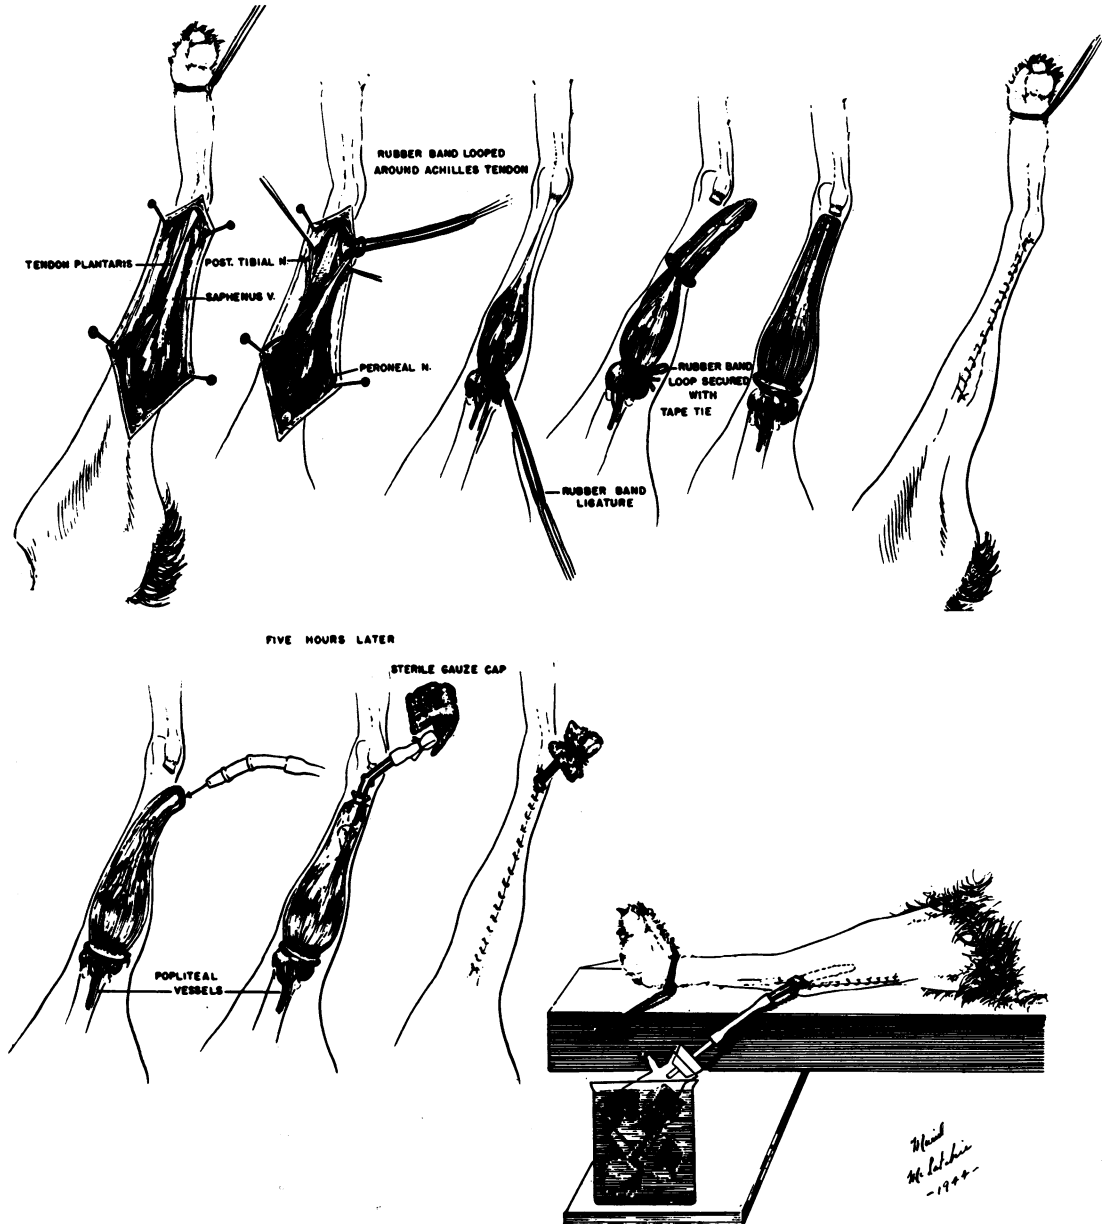 RUBBER BAND LOOPED
AROUND ACHILLES TENDON
TENDON PLANTARIS
POST. TIBIAL N.
SAPHENUS V.
PERONEAL N.
RUBBER BAND
LOOP SECURED
WITH
TAPE TIE
RUBBER BAND
LIGATURE
FIVE HOURS LATER
STERILE GAUZE CAP
POPLITEAL
VESSELS
-1944-